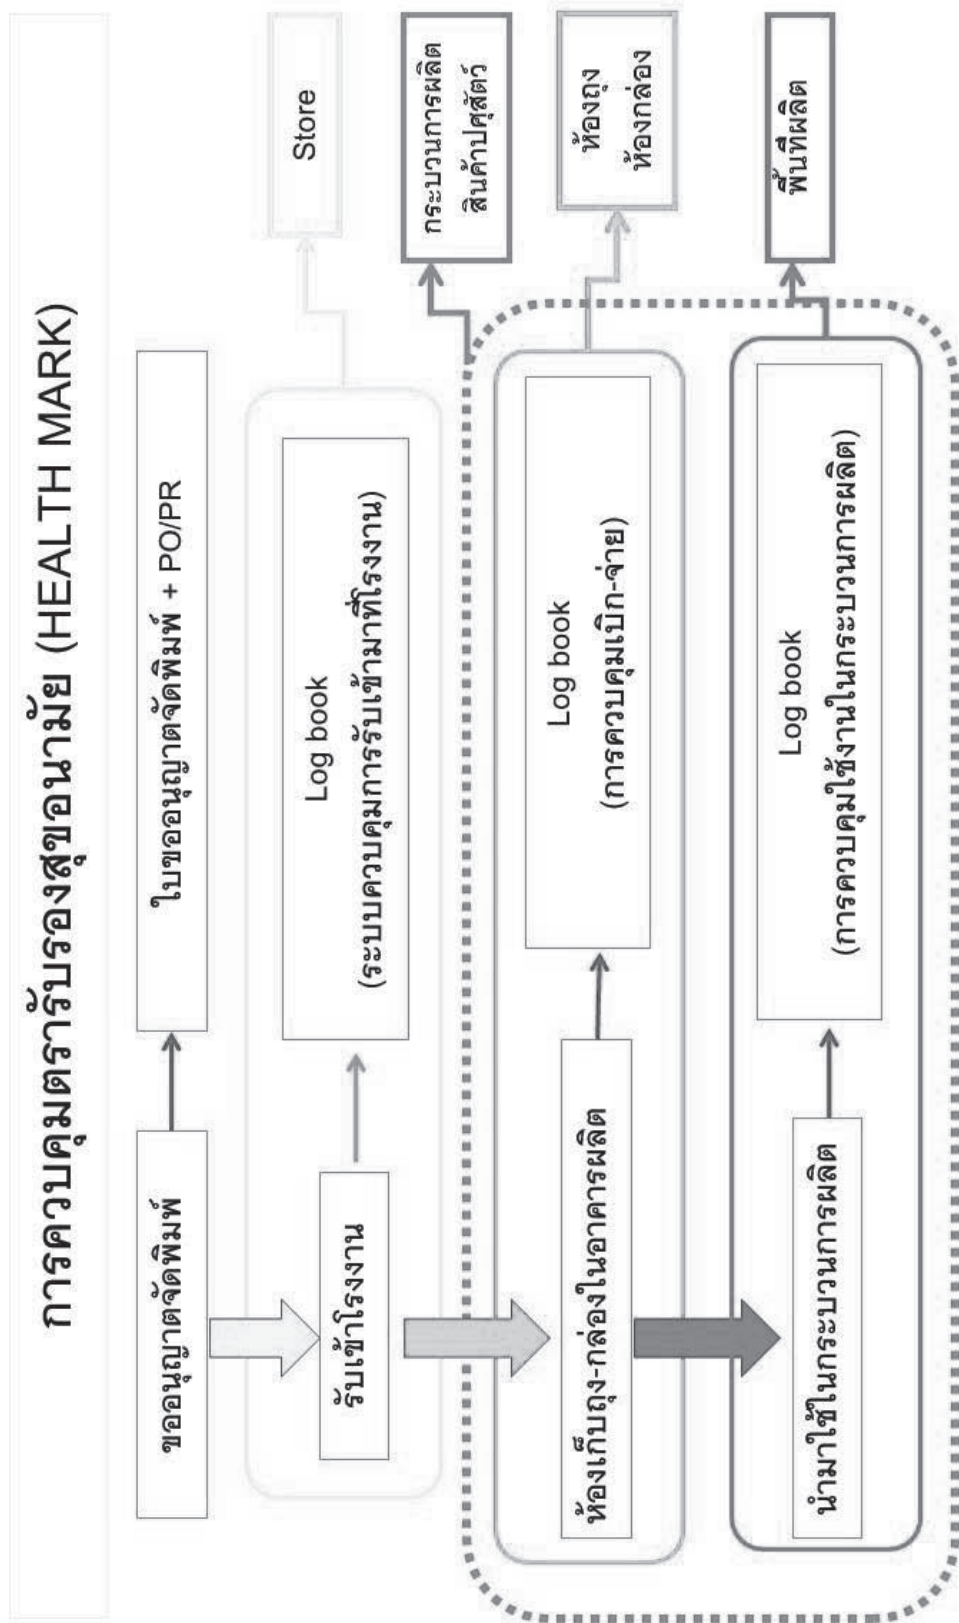 การควบคุมตรารับรองสุขอนามัย (HEALTH MARK)
ขออนุญาตจัดพิมพ์
ใบขออนุญาตจัดพิมพ์ + PO/PR
รับเข้าโรงงาน
Log book
(ระบบควบคุมการรับเข้ามาที่โรงงาน)
Store
กระบวนการผลิต
สินค้าปศุสัตว์
ห้องเก็บถุง-กล่องในอาคารผลิต
Log book
(การควบคุมเบิก-จ่าย)
ห้องถุง
ห้องกล่อง
นำมาใช้ในกระบวนการผลิต
Log book
(การควบคุมใช้งานในกระบวนการผลิต)
พื้นที่ผลิต